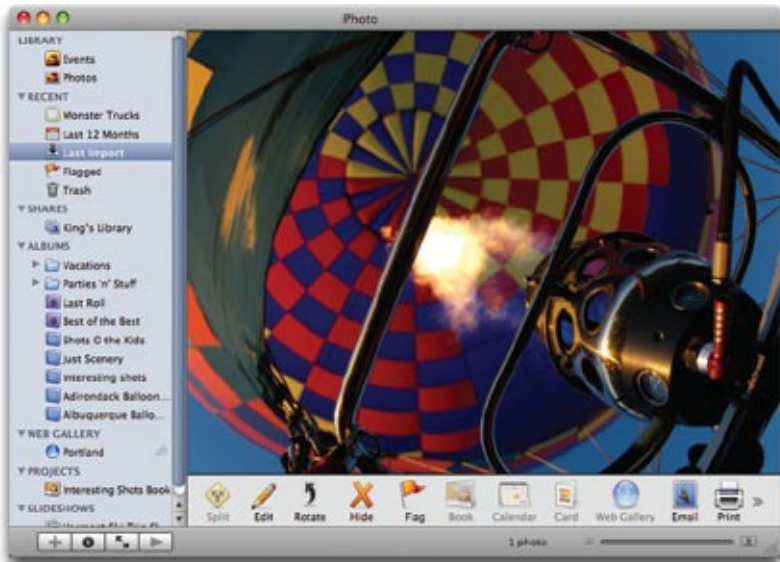 iPhoto
LIBRARY
Events
Photos
RECENT
Monster Trucks
Last 12 Months
Last Import
Flagged
Trash
SHARES
King's Library
ALBUMS
Vacations
Parties 'n' Stuff
Last Roll
Best of the Best
Shots O the Kids
Just Scenery
Interesting shots
Adirondack Balloon...
Albuquerque Ballo...
WEB GALLERY
Portland
PROJECTS
Interesting Shots Book
SLIDESHOWS
Split Edit Rotate Hide Flag Book Calendar Card Web Gallery Email Print »
1 photo